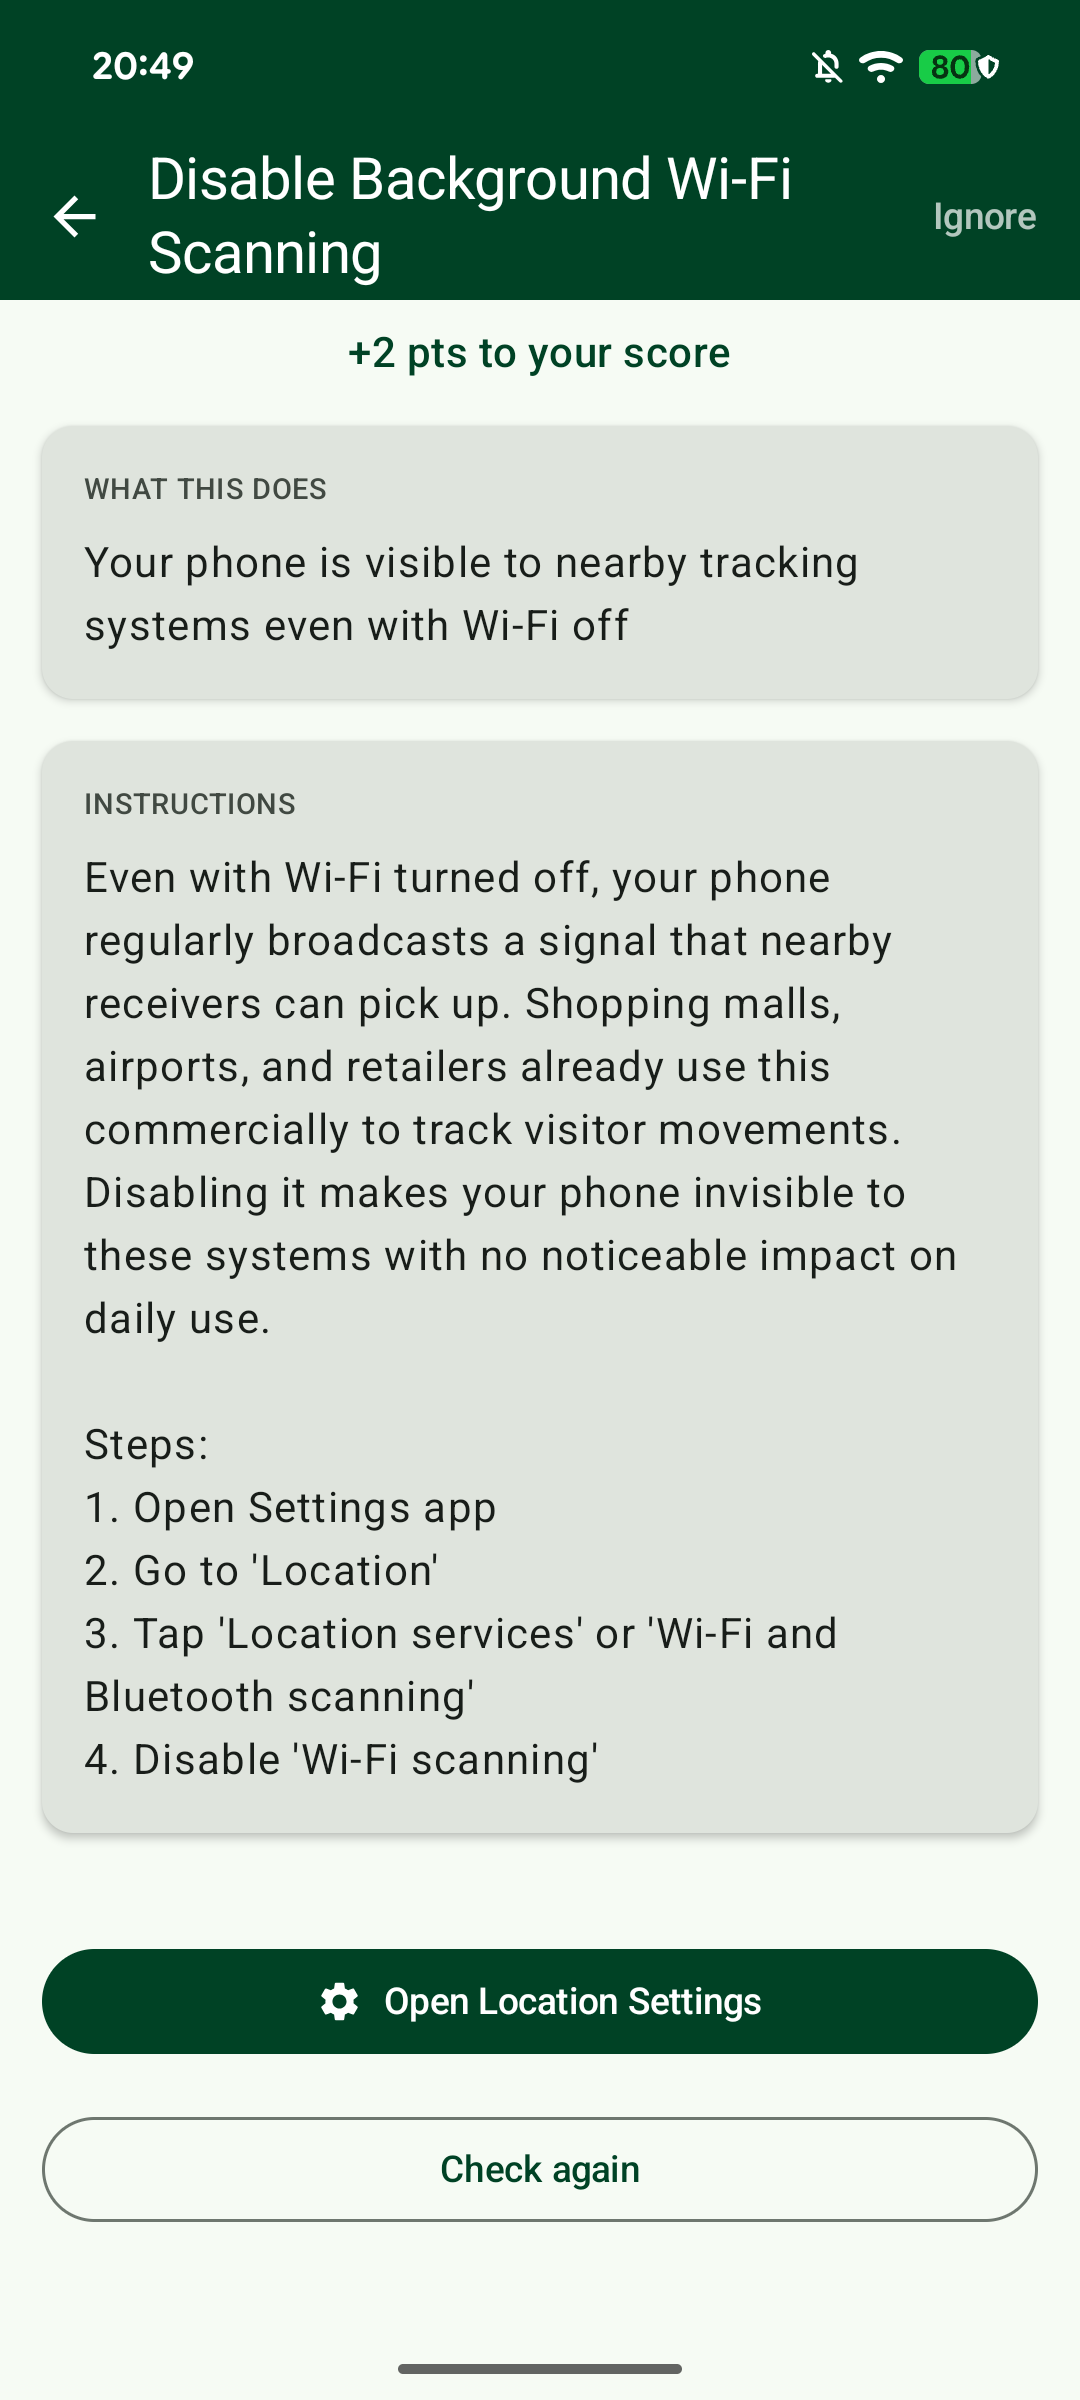 20:49
80
Disable Background Wi-Fi
Scanning
Ignore
+2 pts to your score
WHAT THIS DOES
Your phone is visible to nearby tracking
systems even with Wi-Fi off
INSTRUCTIONS
Even with Wi-Fi turned off, your phone
regularly broadcasts a signal that nearby
receivers can pick up. Shopping malls,
airports, and retailers already use this
commercially to track visitor movements.
Disabling it makes your phone invisible to
these systems with no noticeable impact on
daily use.
Steps:
1. Open Settings app
2. Go to 'Location'
3. Tap 'Location services' or 'Wi-Fi and
Bluetooth scanning'
4. Disable 'Wi-Fi scanning'
Open Location Settings
Check again